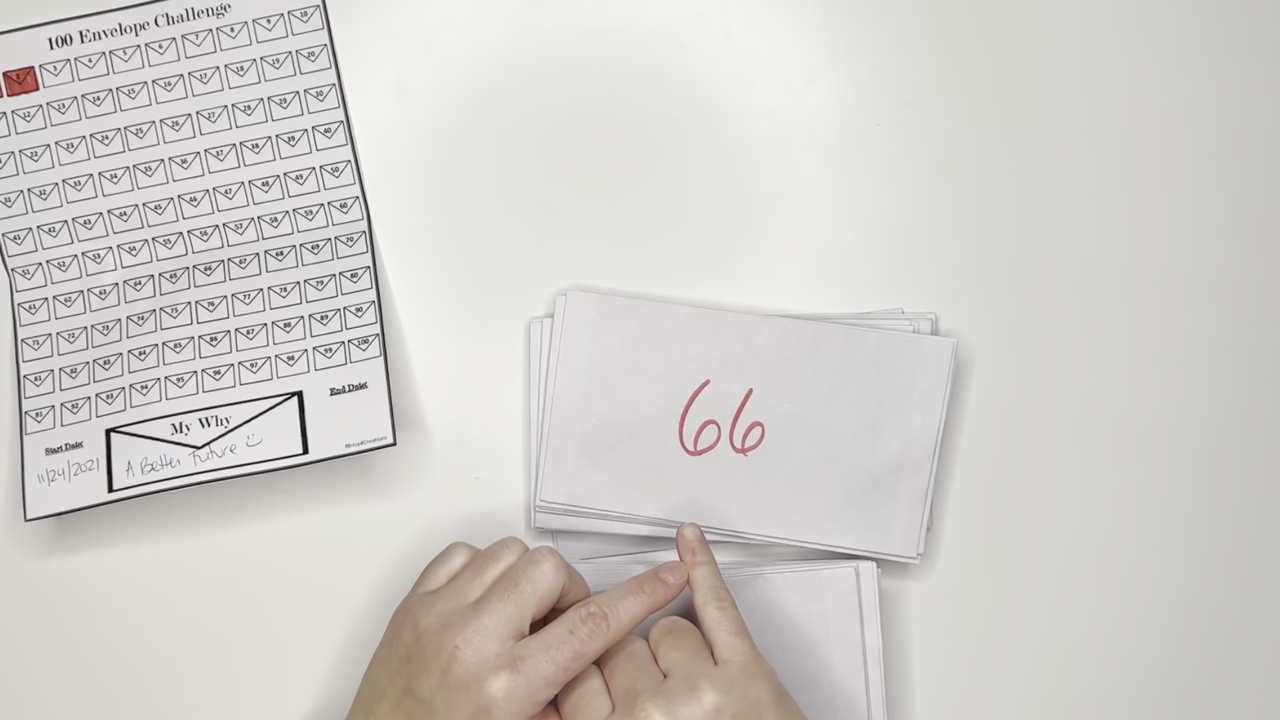 100 Envelope Challenge
2 3 4 5 6 7 8 9 10
12 13 14 15 16 17 18 19 20
22 23 24 25 26 27 28 29 30
31 32 33 34 35 36 37 38 39 40
41 42 43 44 45 46 47 48 49 50
51 52 53 54 55 56 57 58 59 60
61 62 63 64 65 66 67 68 69 70
71 72 73 74 75 76 77 78 79 80
81 82 83 84 85 86 87 88 89 90
91 92 93 94 95 96 97 98 99 100
Start Date:
11/24/2021
My Why
A Better Future
End Date:
66